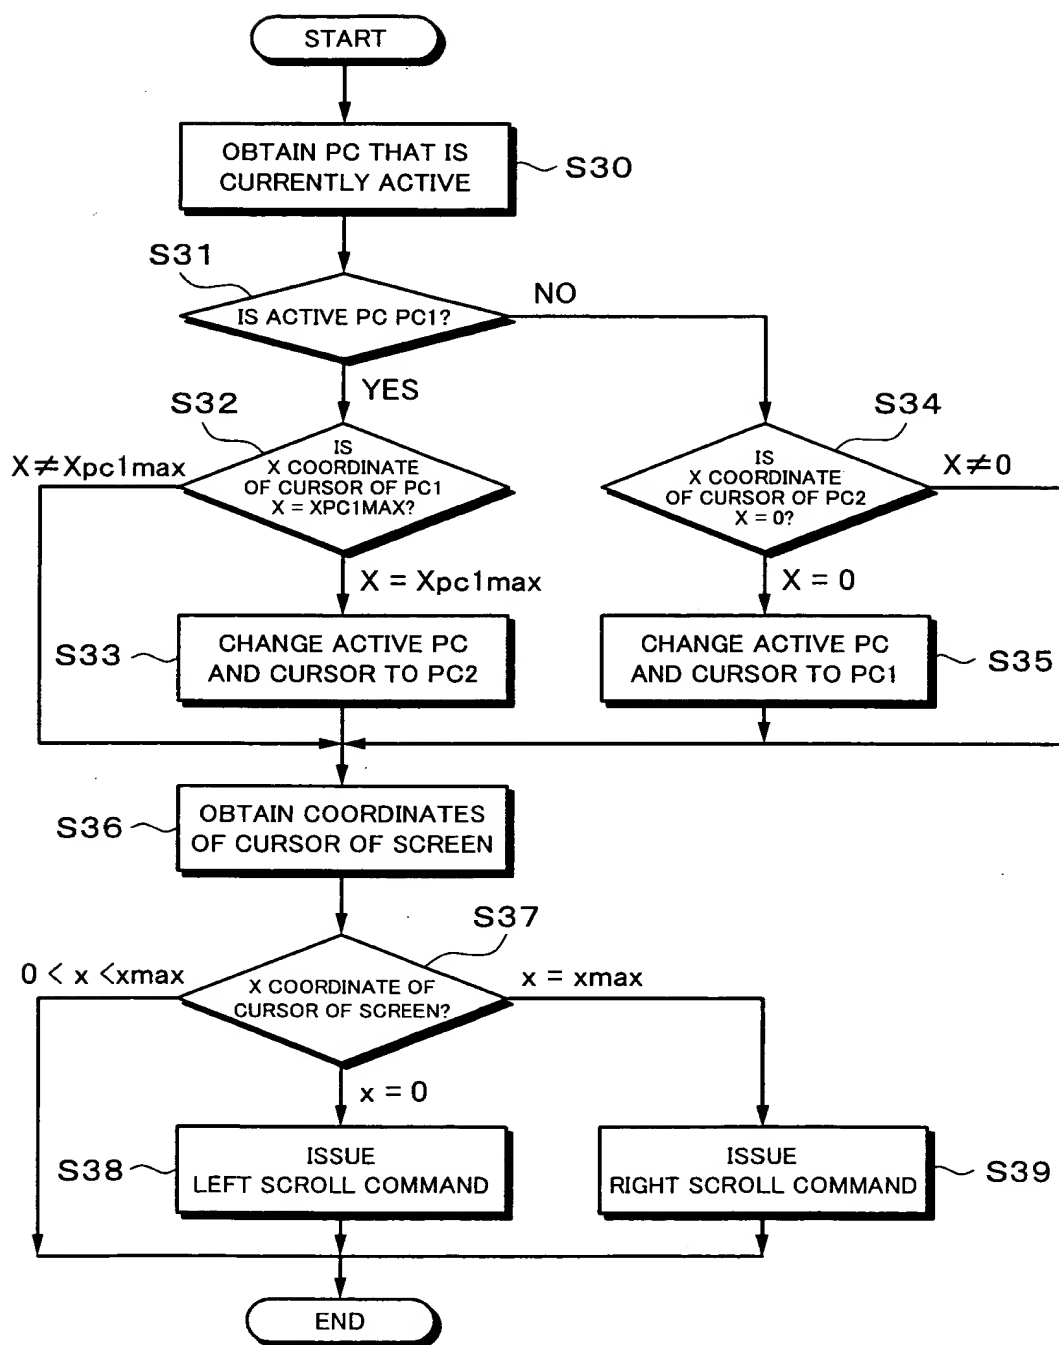 START
OBTAIN PC THAT IS
CURRENTLY ACTIVE
S30
S31
IS ACTIVE PC PC1?
NO
YES
S32
IS
X COORDINATE
OF CURSOR OF PC1
X = XPC1MAX?
X≠Xpc1max
X = Xpc1max
S34
IS
X COORDINATE
OF CURSOR OF PC2
X = 0?
X≠0
X = 0
S33
CHANGE ACTIVE PC
AND CURSOR TO PC2
CHANGE ACTIVE PC
AND CURSOR TO PC1
S35
S36
OBTAIN COORDINATES
OF CURSOR OF SCREEN
S37
X COORDINATE OF
CURSOR OF SCREEN?
0 < x <xmax
x = xmax
x = 0
S38
ISSUE
LEFT SCROLL COMMAND
ISSUE
RIGHT SCROLL COMMAND
S39
END